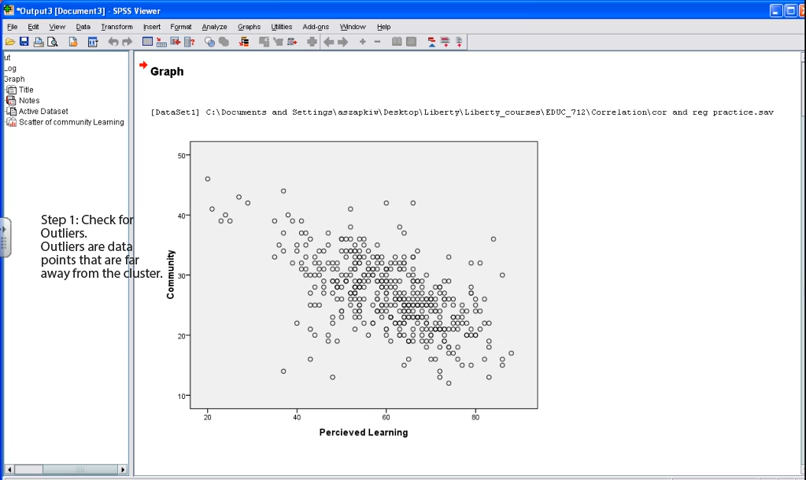 *Output3 [Document3] - SPSS Viewer
File Edit View Data Transform Insert Format Analyze Graphs Utilities Add-ons Window Help
ut
Log
Graph
Title
Notes
Active Dataset
Scatter of community Learning
Graph
[DataSet1] C:\Documents and Settings\aszapkiw\Desktop\Liberty\Liberty_courses\EDUC_712\Correlation\cor and reg practice.sav
Step 1: Check for
Outliers.
Outliers are data
points that are far
away from the cluster.
Community
50
40
30
20
10
20 40 60 80
Percieved Learning